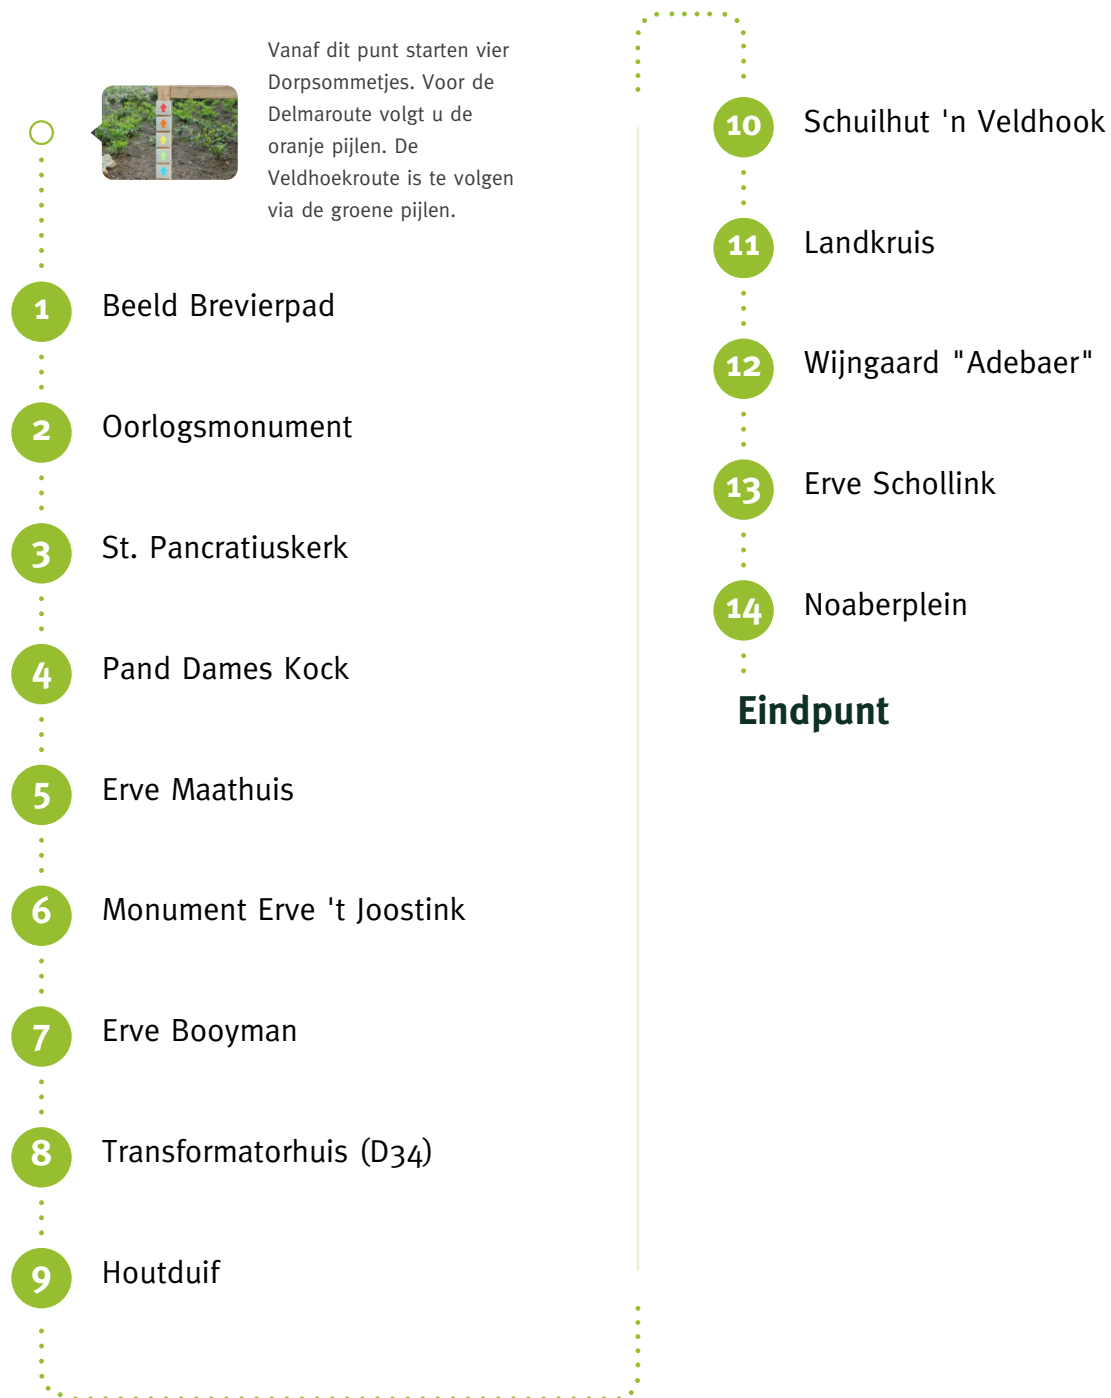 Vanaf dit punt starten vier
Dorpsommetjes. Voor de
Delmaroute volgt u de
oranje pijlen. De
Veldhoekroute is te volgen
via de groene pijlen.
1 Beeld Brevierpad
2 Oorlogsmonument
3 St. Pancratiuskerk
4 Pand Dames Kock
5 Erve Maathuis
6 Monument Erve 't Joostink
7 Erve Booyman
8 Transformatorhuis (D34)
9 Houtduif
10 Schuilhut 'n Veldhook
11 Landkruis
12 Wijngaard "Adebaer"
13 Erve Schollink
14 Noaberplein
Eindpunt